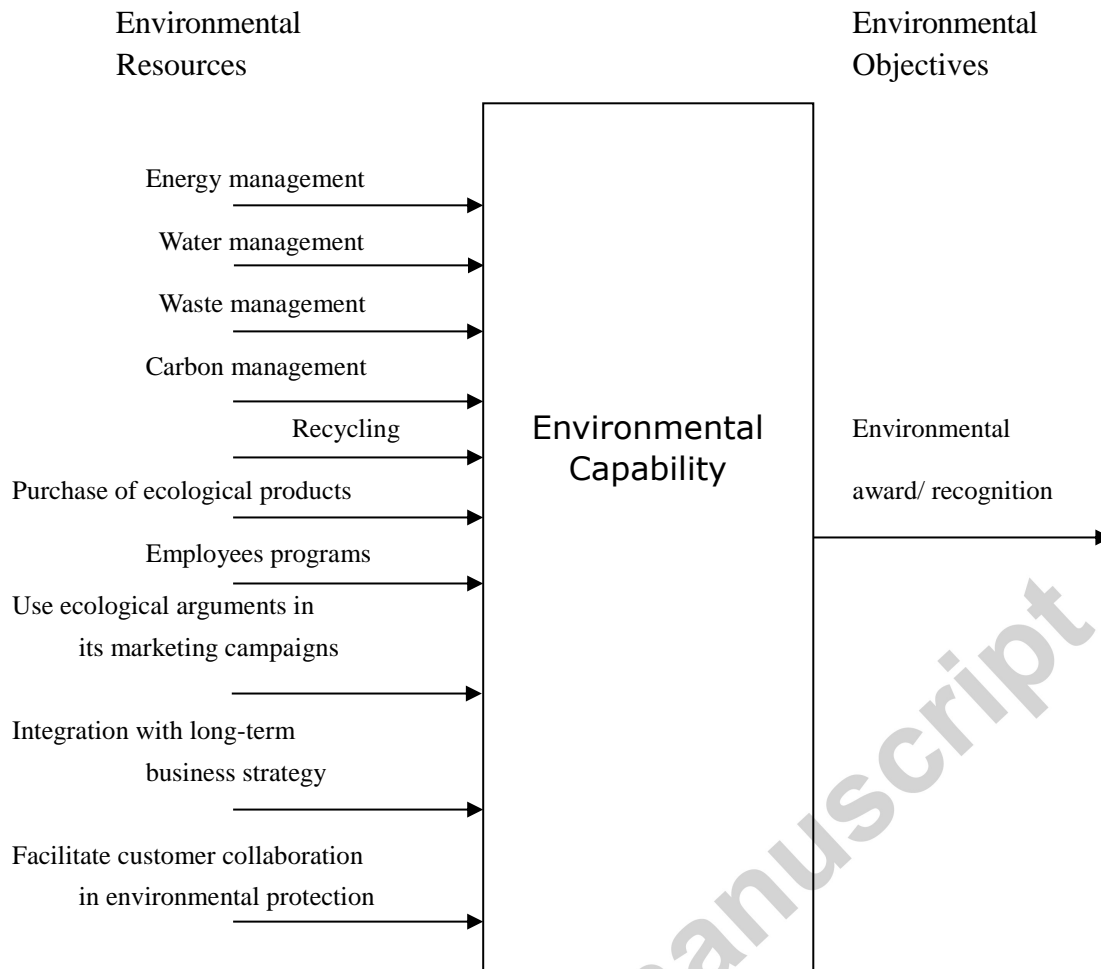 Environmental
Resources
Environmental
Objectives
Energy management
Water management
Waste management
Carbon management
Recycling
Purchase of ecological products
Employees programs
Use ecological arguments in
its marketing campaigns
Integration with long-term
business strategy
Facilitate customer collaboration
in environmental protection
Environmental
Capability
Environmental
award/ recognition